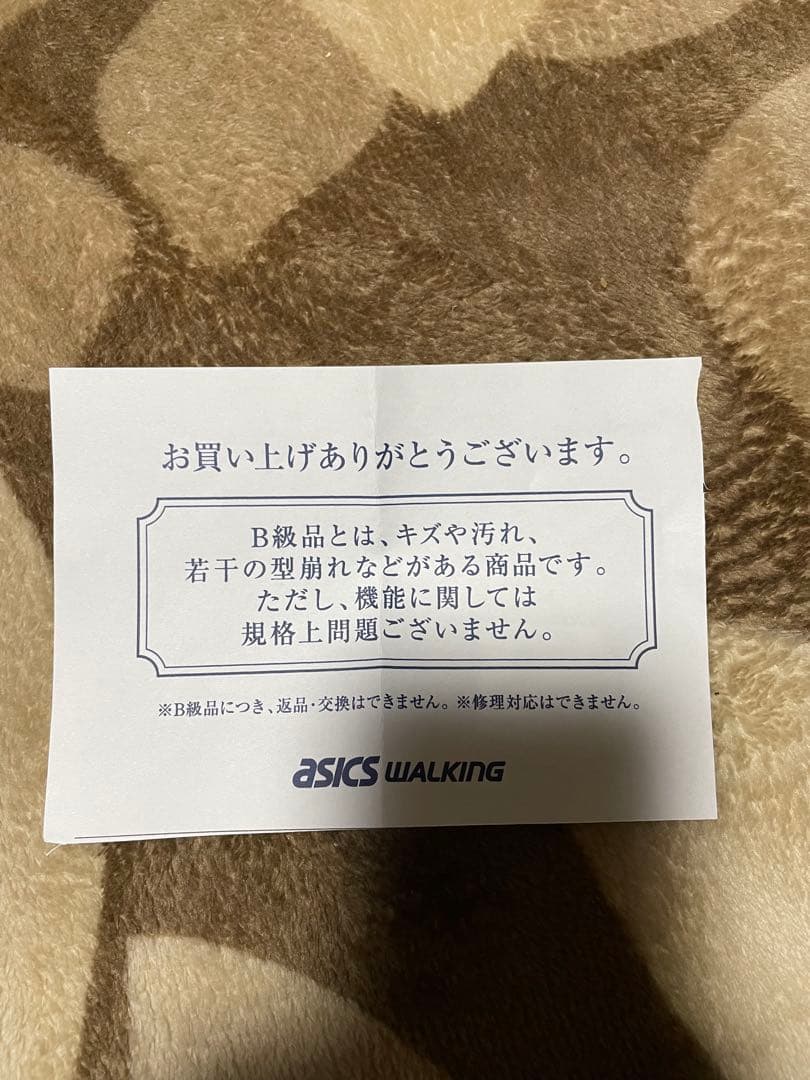 お買い上げありがとうございます。
B級品とは、キズや汚れ、
若干の型崩れなどがある商品です。
ただし、機能に関しては
規格上問題ございません。
※B級品につき、返品・交換はできません。※修理対応はできません。
asics WALKING